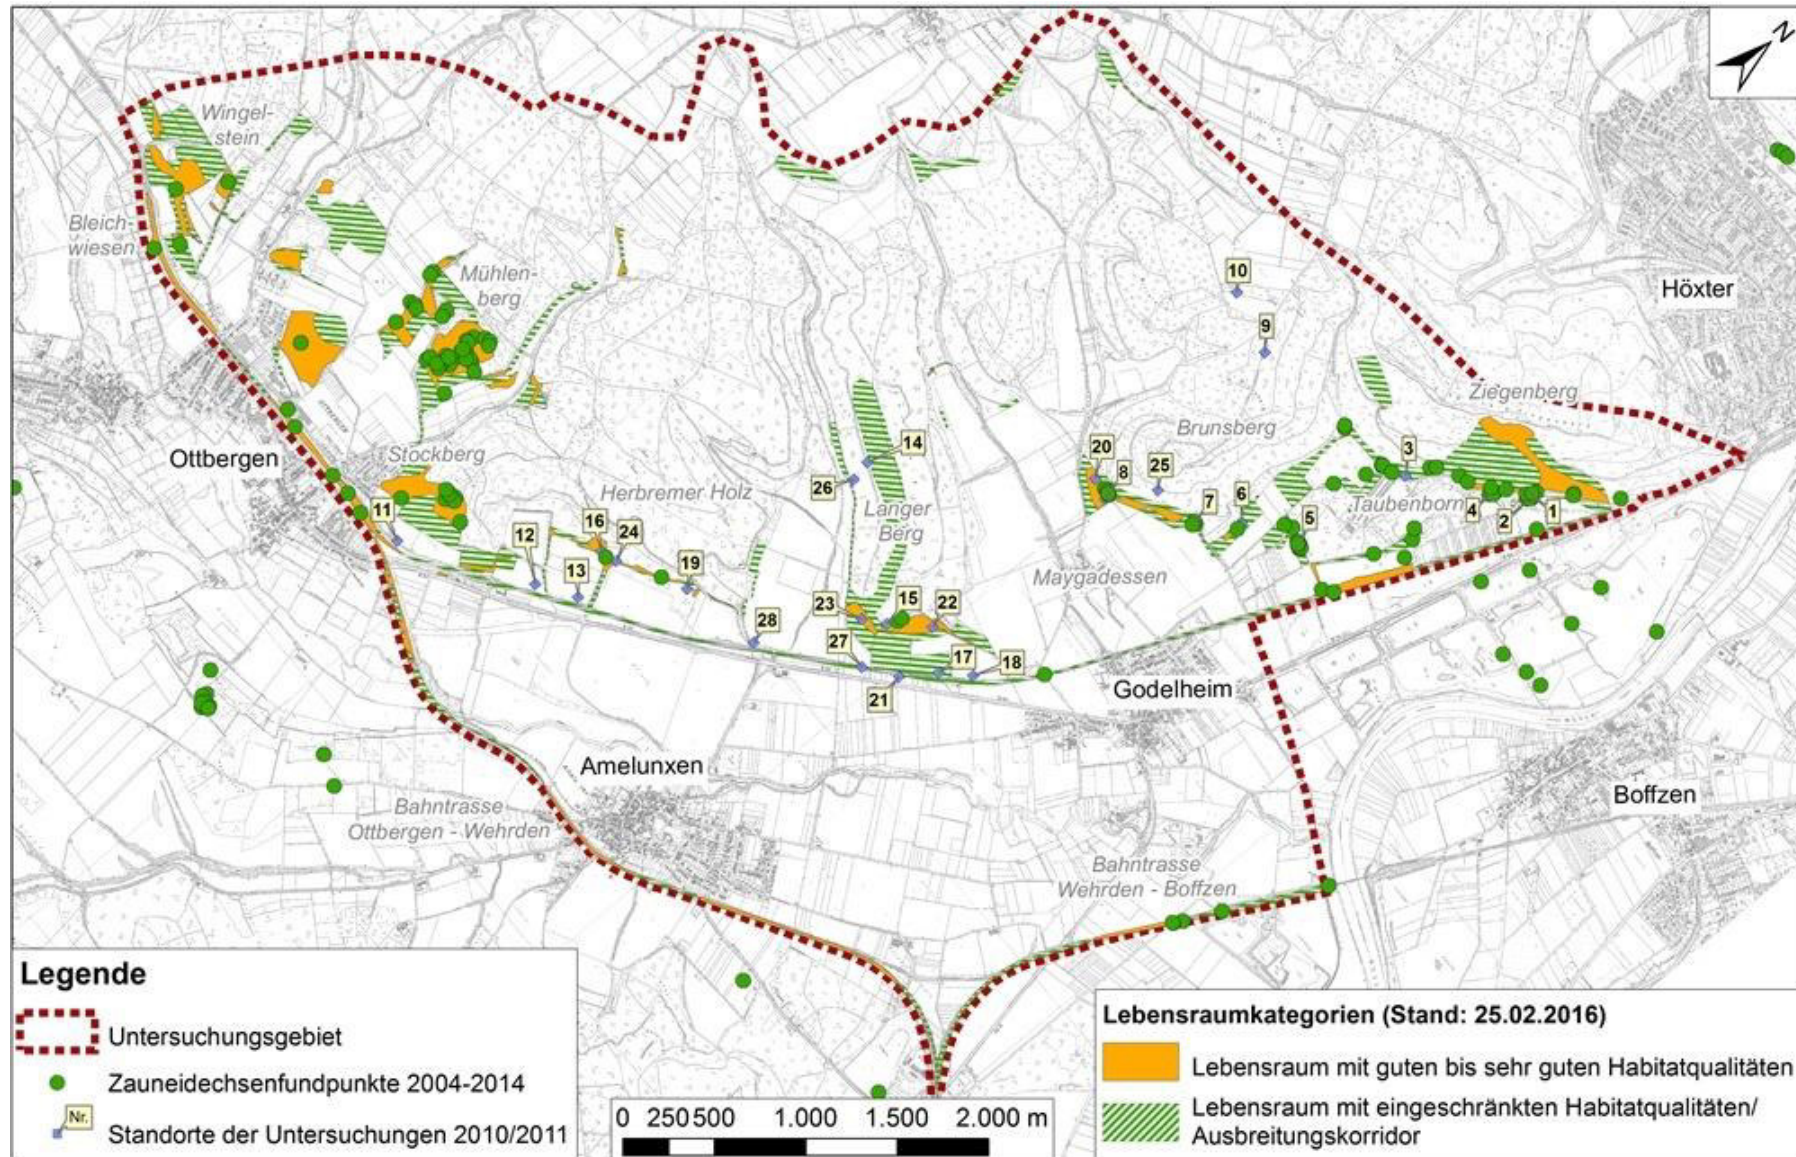 N
Wingel-
stein
Bleich-
wiesen
Mühlen-
berg
10
Höxter
9
Ziegenberg
Brunsberg
14
20
8
25
3
Ottbergen
Stockberg
26
Herbremer Holz
Langer
Berg
7
6
Taubenborn
4
2
1
5
11
12
16
24
13
19
Maygadessen
23
15
22
28
27
17
18
21
Godelheim
Amelunxen
Boffzen
Bahntrasse
Ottbergen - Wehrden
Bahntrasse
Wehrden - Boffzen
Legende
Untersuchungsgebiet
Zauneidechsenfundpunkte 2004-2014
Nr.
Standorte der Untersuchungen 2010/2011
0 250 500 1.000 1.500 2.000 m
Lebensraumkategorien (Stand: 25.02.2016)
Lebensraum mit guten bis sehr guten Habitatqualitäten
Lebensraum mit eingeschränkten Habitatqualitäten/
Ausbreitungskorridor